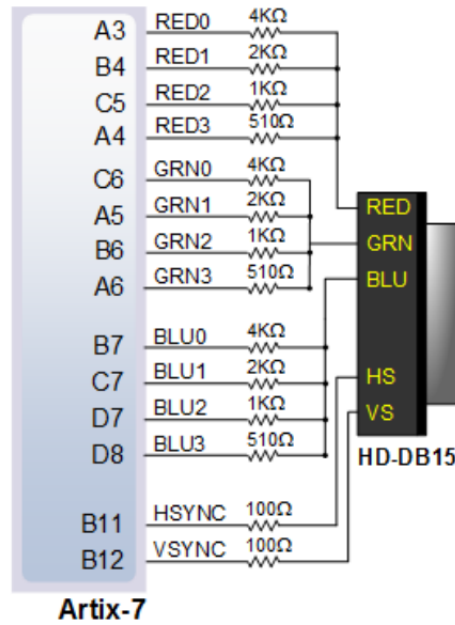 A3 RED0 4KΩ
B4 RED1 2KΩ
C5 RED2 1KΩ
A4 RED3 510Ω
C6 GRN0 4KΩ
A5 GRN1 2KΩ
B6 GRN2 1KΩ
A6 GRN3 510Ω
B7 BLU0 4KΩ
C7 BLU1 2KΩ
D7 BLU2 1KΩ
D8 BLU3 510Ω
B11 HSYNC 100Ω
B12 VSYNC 100Ω
RED
GRN
BLU
HS
VS
HD-DB15
Artix-7